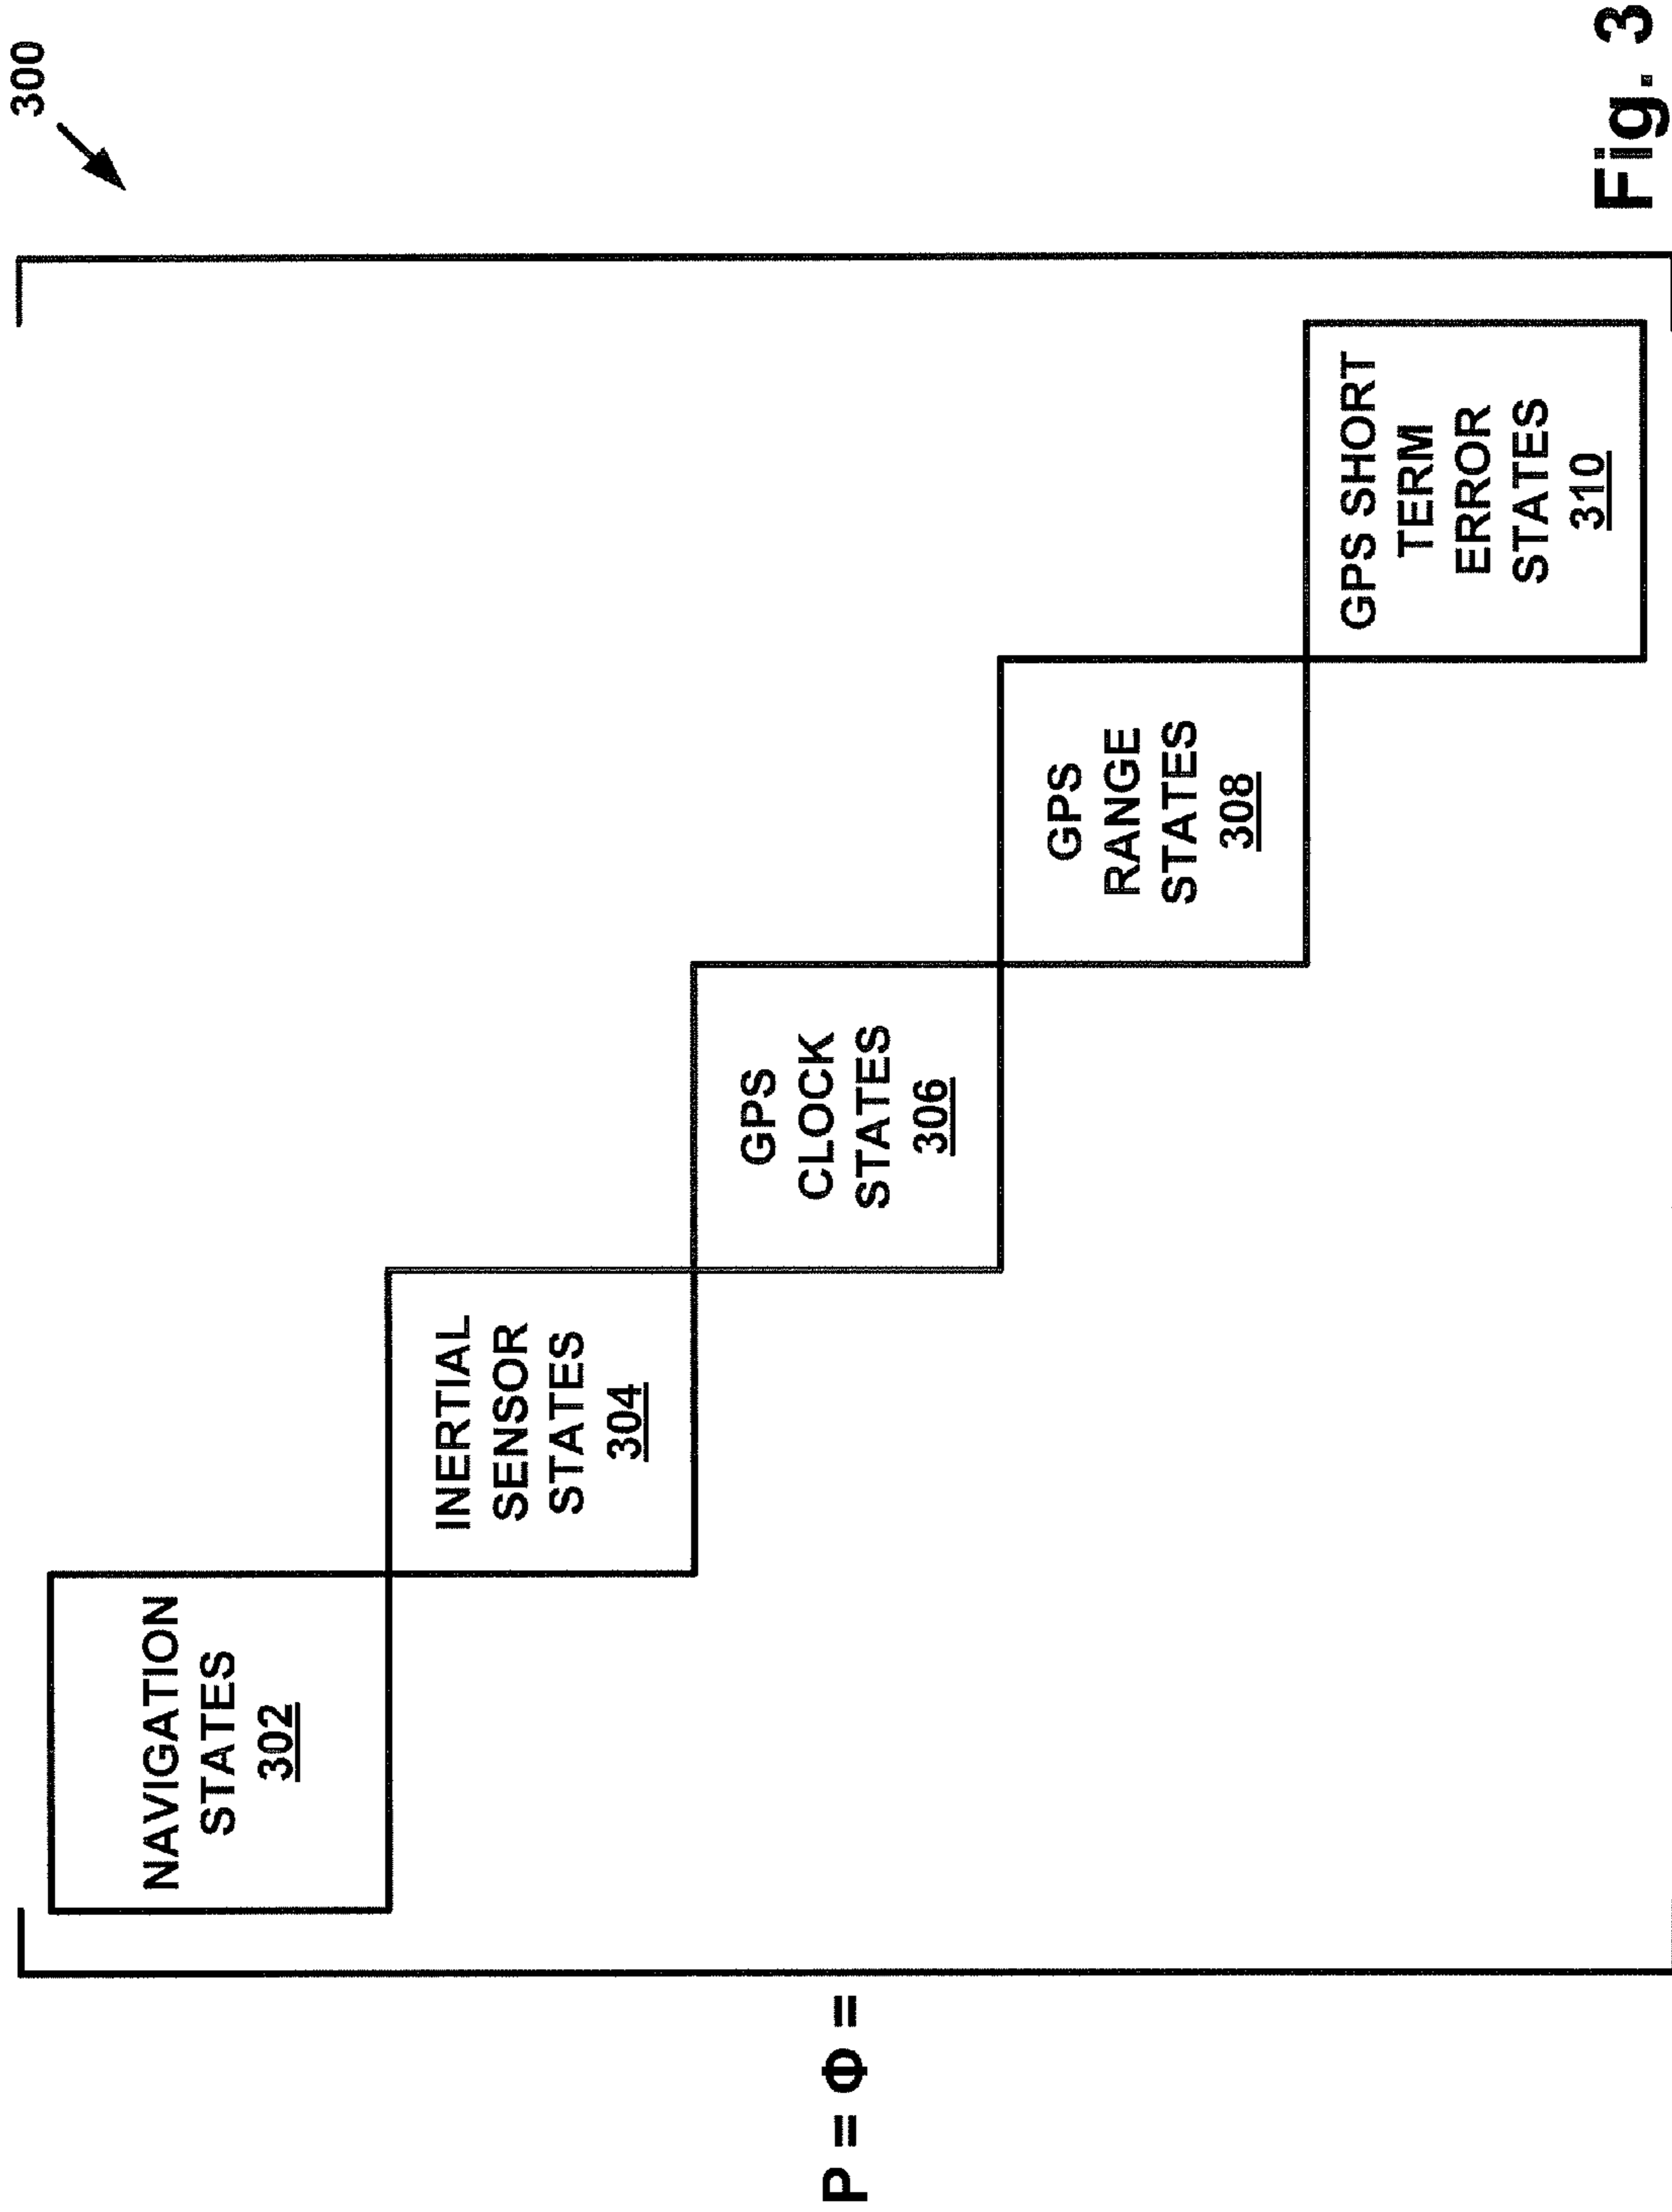 300
NAVIGATION
STATES
302
INERTIAL
SENSOR
STATES
304
GPS
CLOCK
STATES
306
GPS
RANGE
STATES
308
GPS SHORT
TERM
ERROR
STATES
310
P = Φ =
Fig. 3